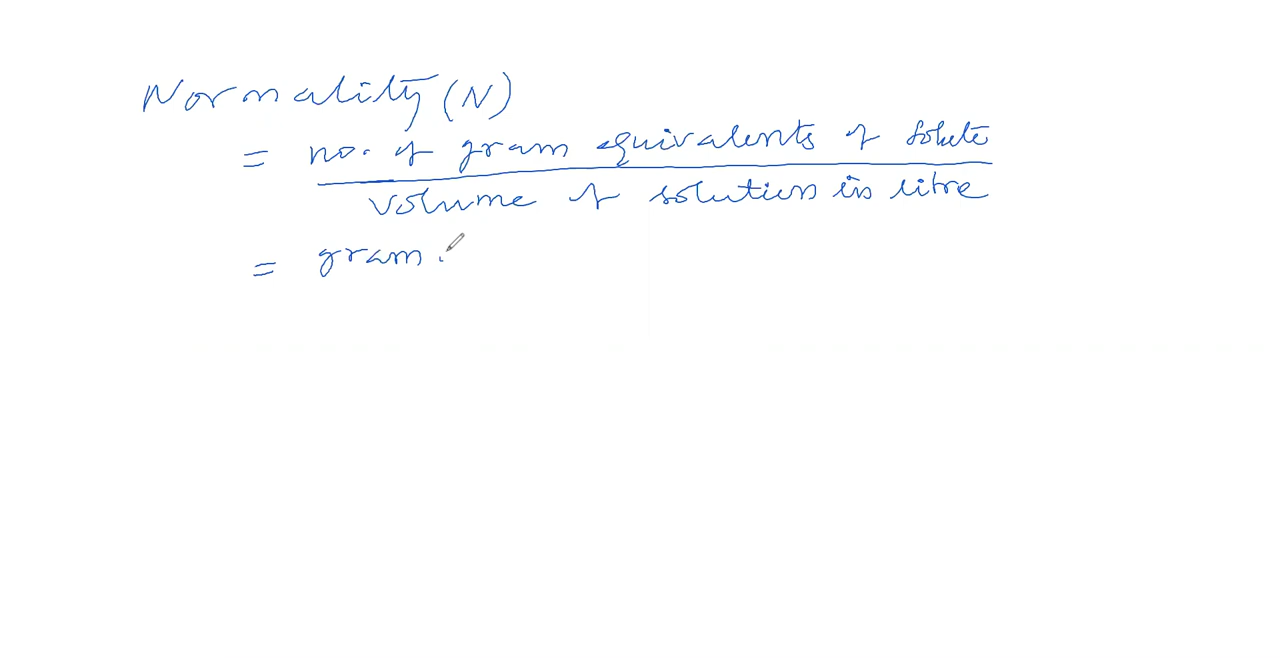 Normality (N)
= no. of gram equivalents of solute
volume of solution in litre
= gram .